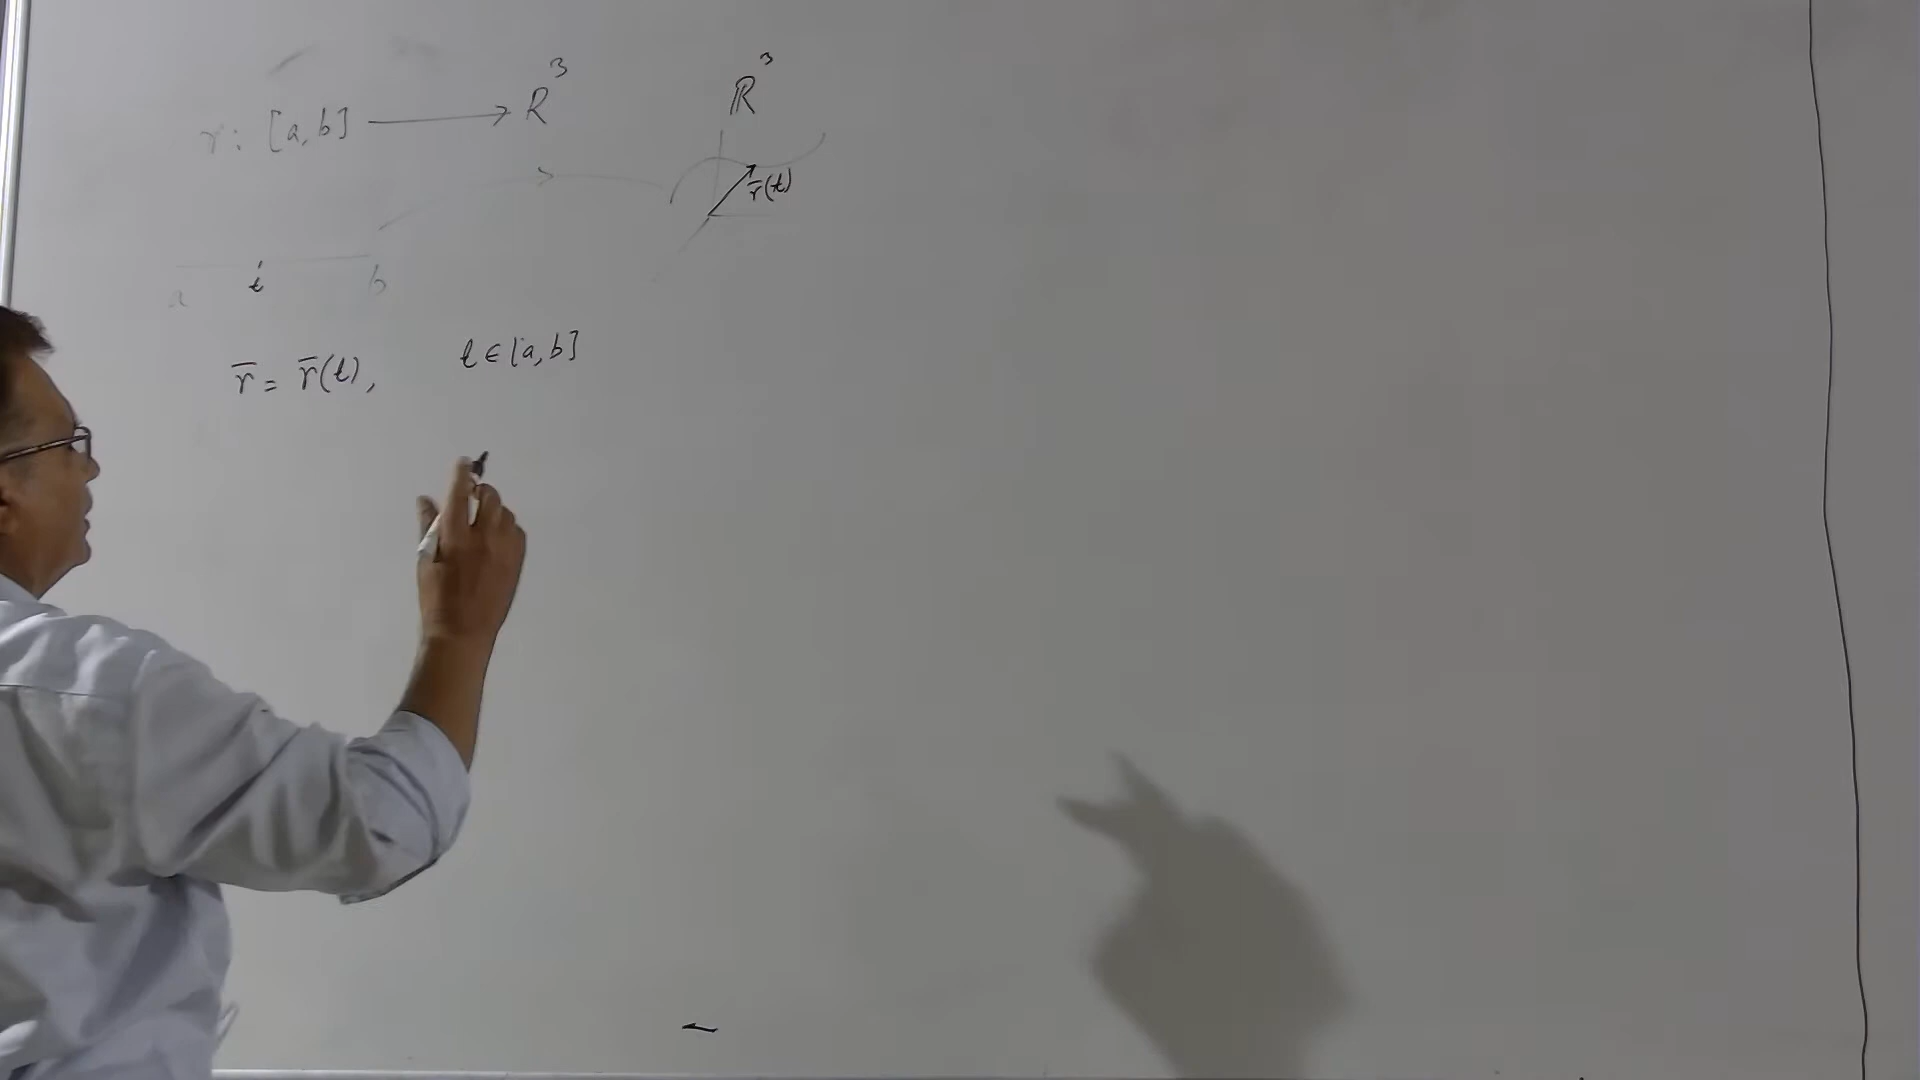 r: [a, b] ⟶ R³
ℝ³
r̅(t)
a t b
r̅ = r̅(t), t ∈ [a, b]